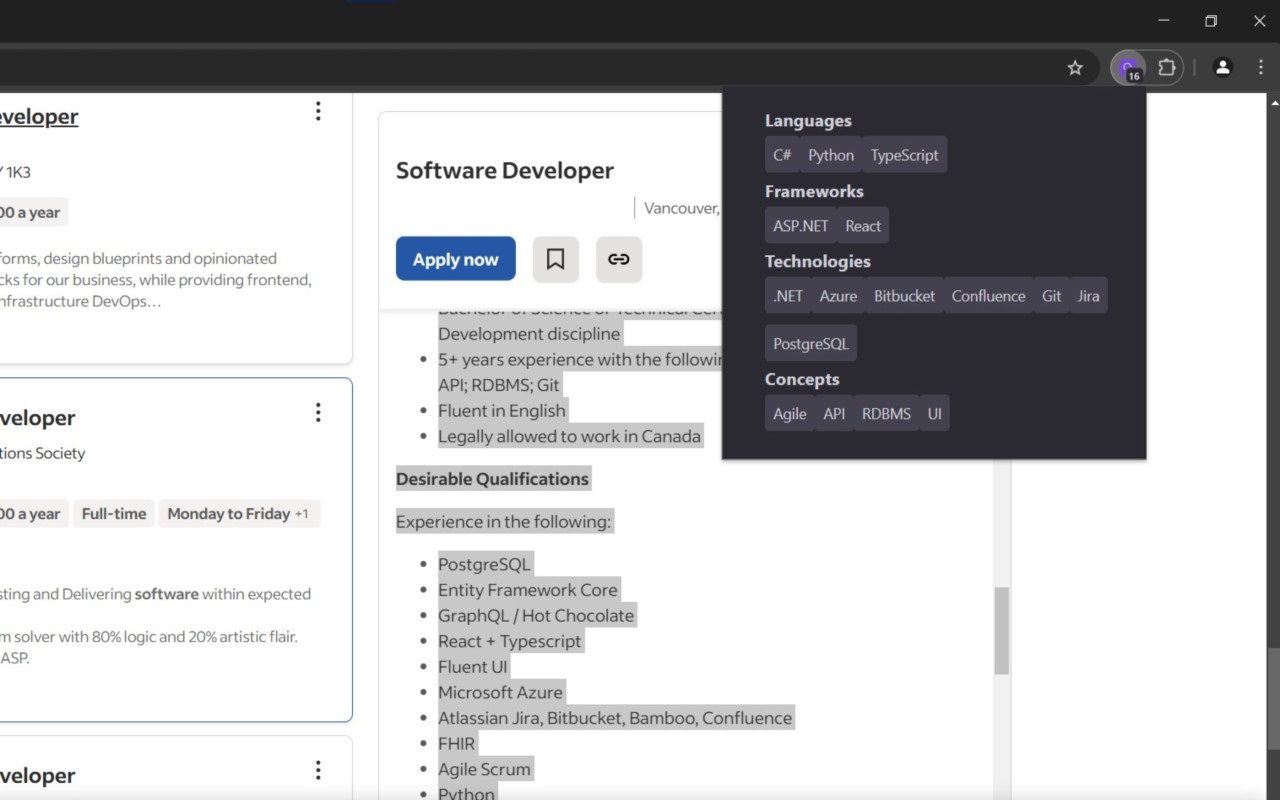 16
eveloper
1K3
00 a year
forms, design blueprints and opinionated
cks for our business, while providing frontend,
nfrastructure DevOps…
veloper
tions Society
00 a year Full-time Monday to Friday +1
sting and Delivering software within expected
m solver with 80% logic and 20% artistic flair.
ASP.
veloper
Software Developer
Vancouver,
Apply now
Development discipline
5+ years experience with the followin
API; RDBMS; Git
Fluent in English
Legally allowed to work in Canada
Desirable Qualifications
Experience in the following:
PostgreSQL
Entity Framework Core
GraphQL / Hot Chocolate
React + Typescript
Fluent UI
Microsoft Azure
Atlassian Jira, Bitbucket, Bamboo, Confluence
FHIR
Agile Scrum
Python
Languages
C# Python TypeScript
Frameworks
ASP.NET React
Technologies
.NET Azure Bitbucket Confluence Git Jira
PostgreSQL
Concepts
Agile API RDBMS UI